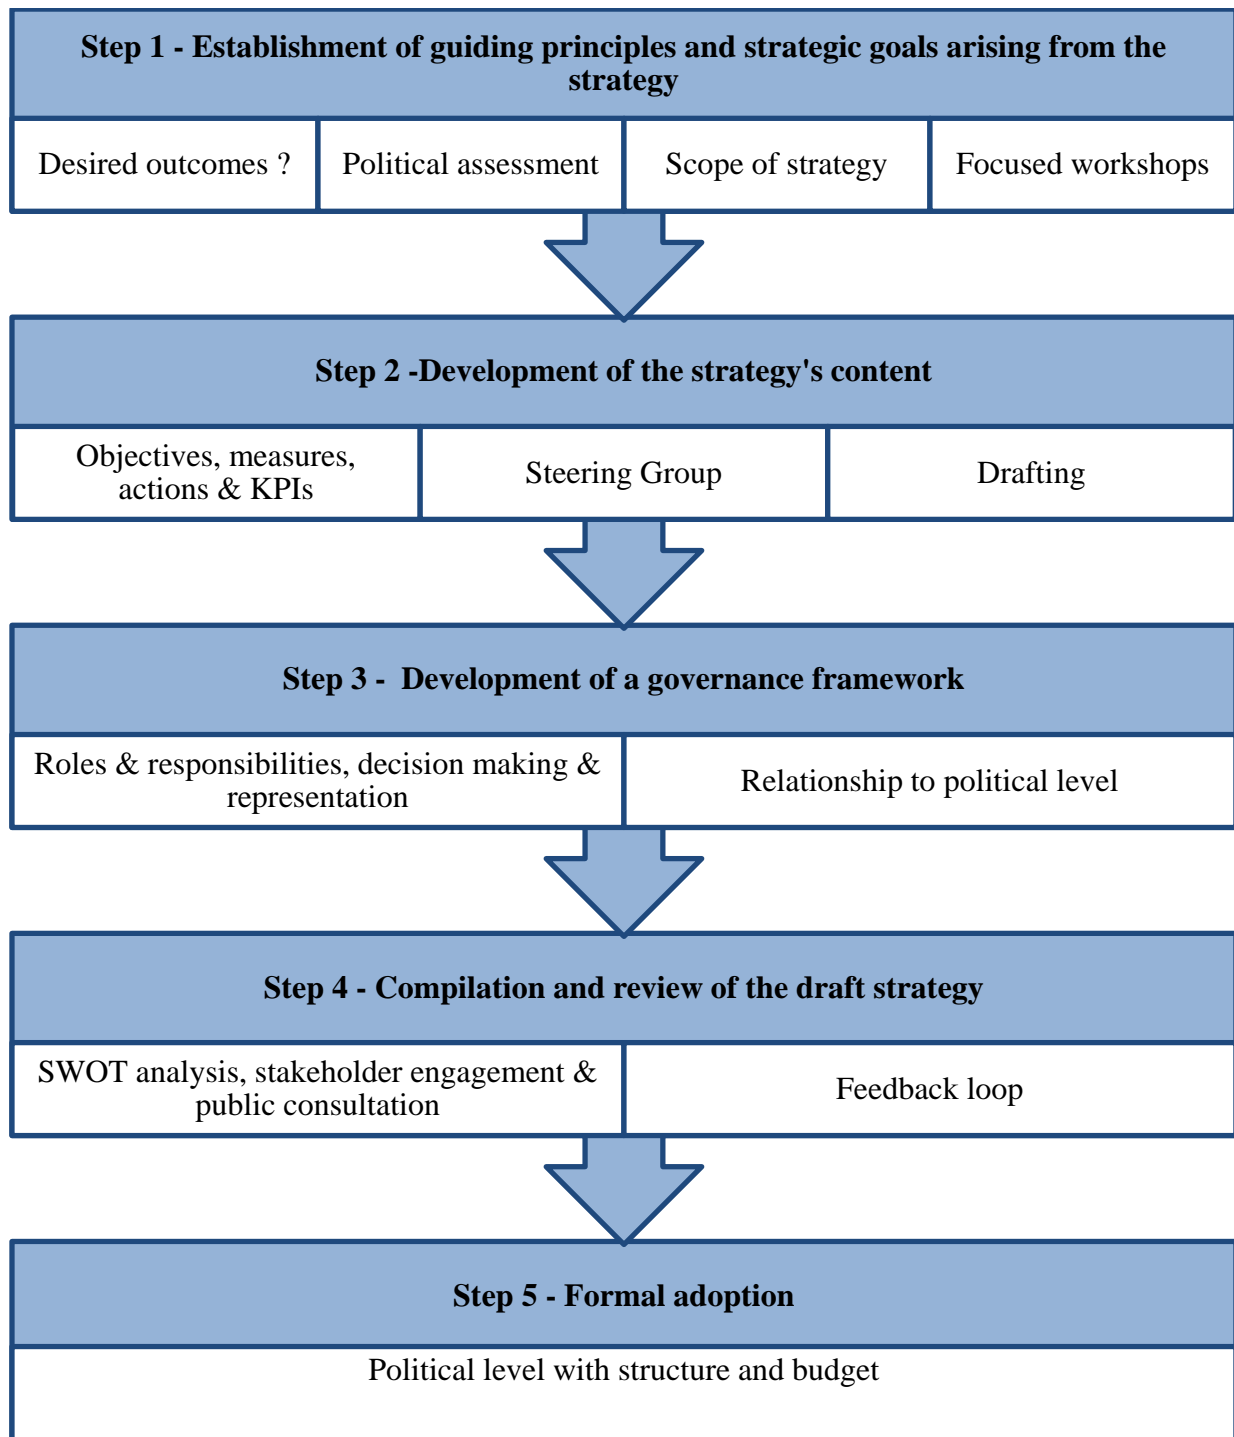 Step 1 - Establishment of guiding principles and strategic goals arising from the
strategy
Desired outcomes ?
Political assessment
Scope of strategy
Focused workshops
Step 2 -Development of the strategy's content
Objectives, measures,
actions & KPIs
Steering Group
Drafting
Step 3 -  Development of a governance framework
Roles & responsibilities, decision making &
representation
Relationship to political level
Step 4 - Compilation and review of the draft strategy
SWOT analysis, stakeholder engagement &
public consultation
Feedback loop
Step 5 - Formal adoption
Political level with structure and budget